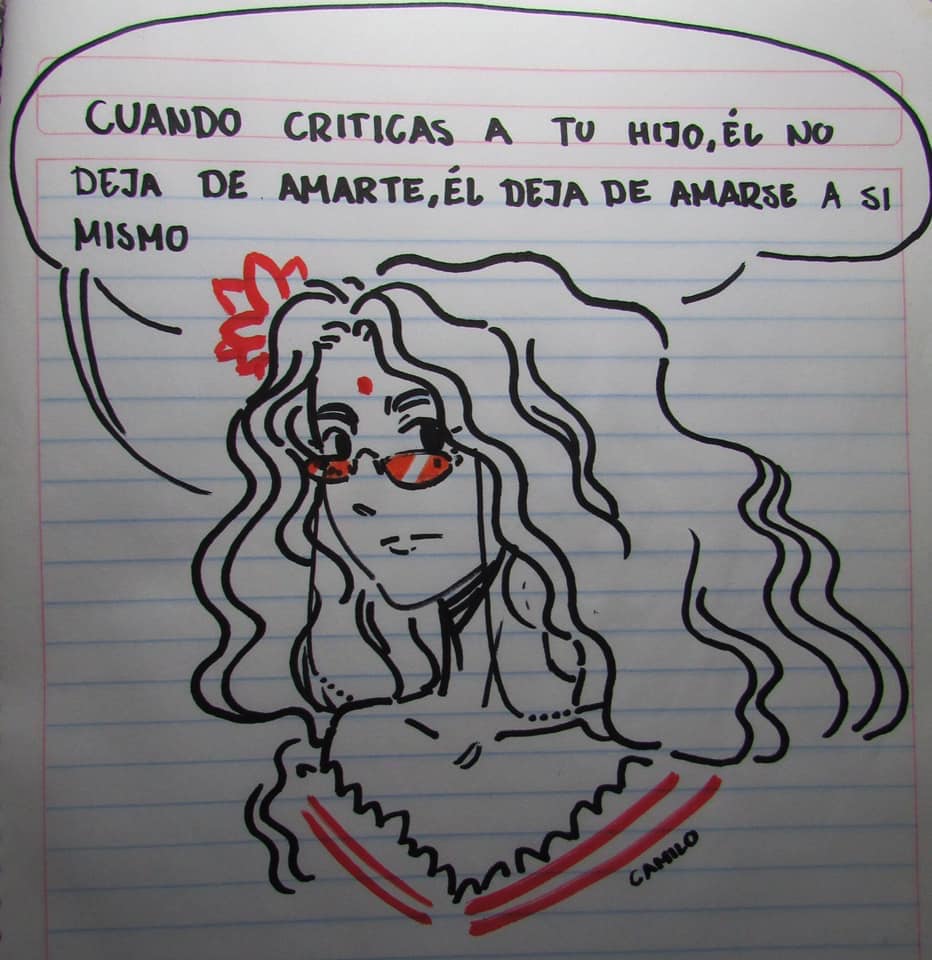 CUANDO CRITICAS A TU HIJO, ÉL NO
DEJA DE AMARTE, ÉL DEJA DE AMARSE A SI
MISMO
CAMILO